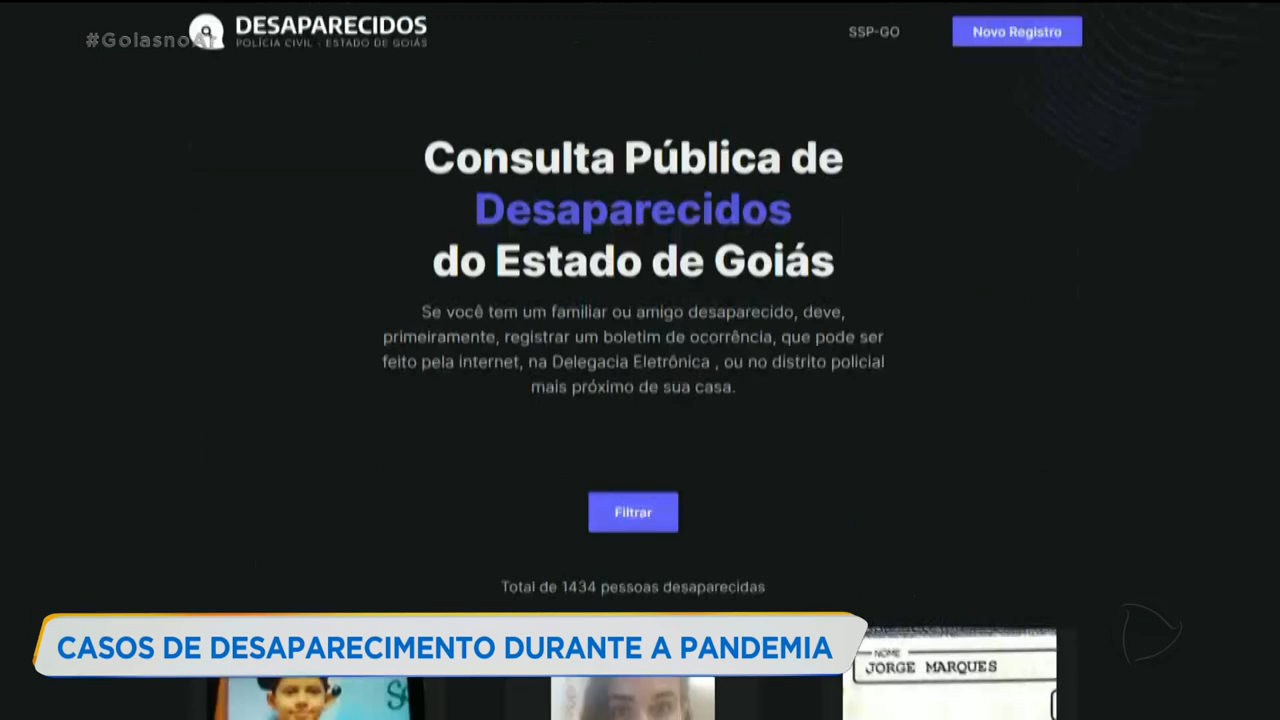 #GoiasnoAr
DESAPARECIDOS
POLÍCIA CIVIL - ESTADO DE GOIÁS
SSP-GO
Novo Registro
Consulta Pública de
Desaparecidos
do Estado de Goiás
Se você tem um familiar ou amigo desaparecido, deve,
primeiramente, registrar um boletim de ocorrência, que pode ser
feito pela internet, na Delegacia Eletrônica , ou no distrito policial
mais próximo de sua casa.
Filtrar
Total de 1434 pessoas desaparecidas
CASOS DE DESAPARECIMENTO DURANTE A PANDEMIA
NOME
JORGE MARQUES